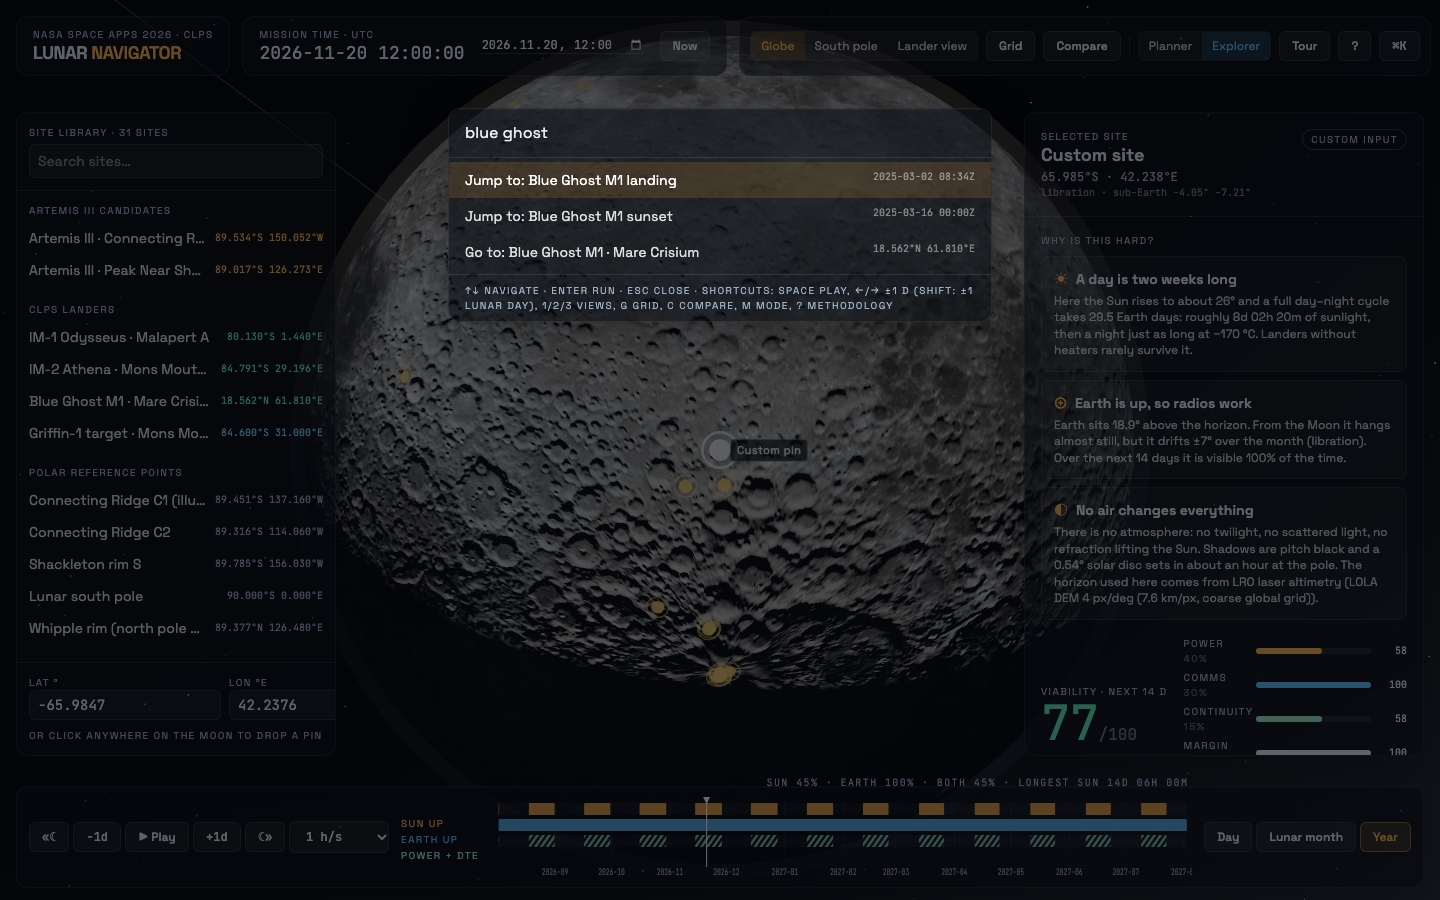 NASA SPACE APPS 2026 · CLPS
LUNAR NAVIGATOR
MISSION TIME · UTC
2026-11-20 12:00:00
2026.11.20, 12:00
Now
Globe
South pole
Lander view
Grid
Compare
Planner
Explorer
Tour
?
⌘K
blue ghost
Jump to: Blue Ghost M1 landing
2025-03-02 08:34Z
Jump to: Blue Ghost M1 sunset
2025-03-16 00:00Z
Go to: Blue Ghost M1 · Mare Crisium
18.562°N 61.810°E
↑↓ NAVIGATE · ENTER RUN · ESC CLOSE · SHORTCUTS: SPACE PLAY, ←/→ ±1 D (SHIFT: ±1
LUNAR DAY), 1/2/3 VIEWS, G GRID, C COMPARE, M MODE, ? METHODOLOGY
SITE LIBRARY · 31 SITES
Search sites…
ARTEMIS III CANDIDATES
Artemis III · Connecting R… 89.534°S 150.052°W
Artemis III · Peak Near Sh… 89.017°S 126.273°E
CLPS LANDERS
IM-1 Odysseus · Malapert A 80.130°S 1.440°E
IM-2 Athena · Mons Mout… 84.791°S 29.196°E
Blue Ghost M1 · Mare Crisi… 18.562°N 61.810°E
Griffin-1 target · Mons Mo… 84.600°S 31.000°E
POLAR REFERENCE POINTS
Connecting Ridge C1 (illu… 89.451°S 137.160°W
Connecting Ridge C2 89.316°S 114.060°W
Shackleton rim S 89.785°S 156.030°W
Lunar south pole 90.000°S 0.000°E
Whipple rim (north pole … 89.377°N 126.480°E
LAT °
LON °E
-65.9847
42.2376
OR CLICK ANYWHERE ON THE MOON TO DROP A PIN
Custom pin
SELECTED SITE
CUSTOM INPUT
Custom site
65.985°S · 42.238°E
libration · sub-Earth -4.05° -7.21°
WHY IS THIS HARD?
A day is two weeks long
Here the Sun rises to about 26° and a full day–night cycle
takes 29.5 Earth days: roughly 8d 02h 20m of sunlight,
then a night just as long at −170 °C. Landers without
heaters rarely survive it.
Earth is up, so radios work
Earth sits 18.9° above the horizon. From the Moon it hangs
almost still, but it drifts ±7° over the month (libration).
Over the next 14 days it is visible 100% of the time.
No air changes everything
There is no atmosphere: no twilight, no scattered light, no
refraction lifting the Sun. Shadows are pitch black and a
0.54° solar disc sets in about an hour at the pole. The
horizon used here comes from LRO laser altimetry (LOLA
DEM 4 px/deg (7.6 km/px, coarse global grid)).
VIABILITY · NEXT 14 D
77/100
POWER
40%
58
COMMS
30%
100
CONTINUITY
15%
58
MARGIN
100
SUN 45% · EARTH 100% · BOTH 45% · LONGEST SUN 14D 06H 00M
«☾
-1d
▶ Play
+1d
☾»
1 h/s
SUN UP
EARTH UP
POWER + DTE
2026-09 2026-10 2026-11 2026-12 2027-01 2027-02 2027-03 2027-04 2027-05 2027-06 2027-07
Day
Lunar month
Year